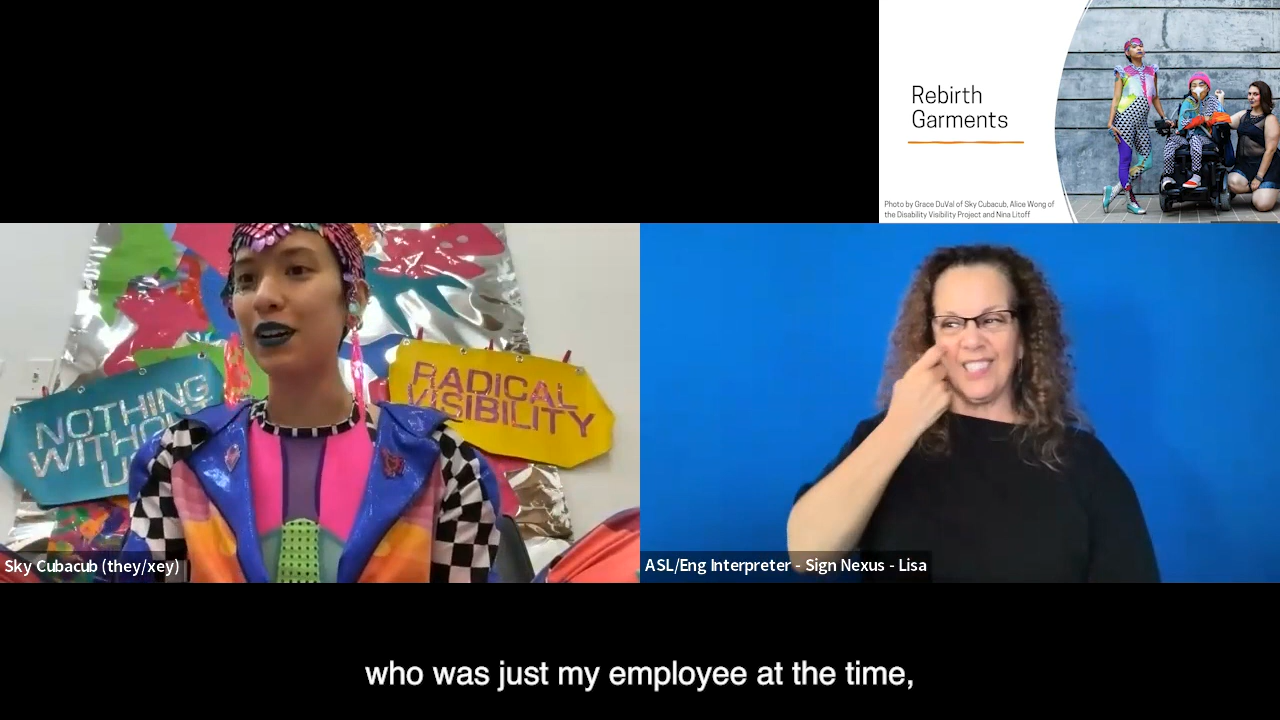 Rebirth
Garments
Photo by Grace DuVal of Sky Cubacub, Alice Wong of
the Disability Visibility Project and Nina Litoff
NOTHING
WITHO
U
RADICAL
VISIBILITY
Sky Cubacub (they/xey)
ASL/Eng Interpreter - Sign Nexus - Lisa
who was just my employee at the time,